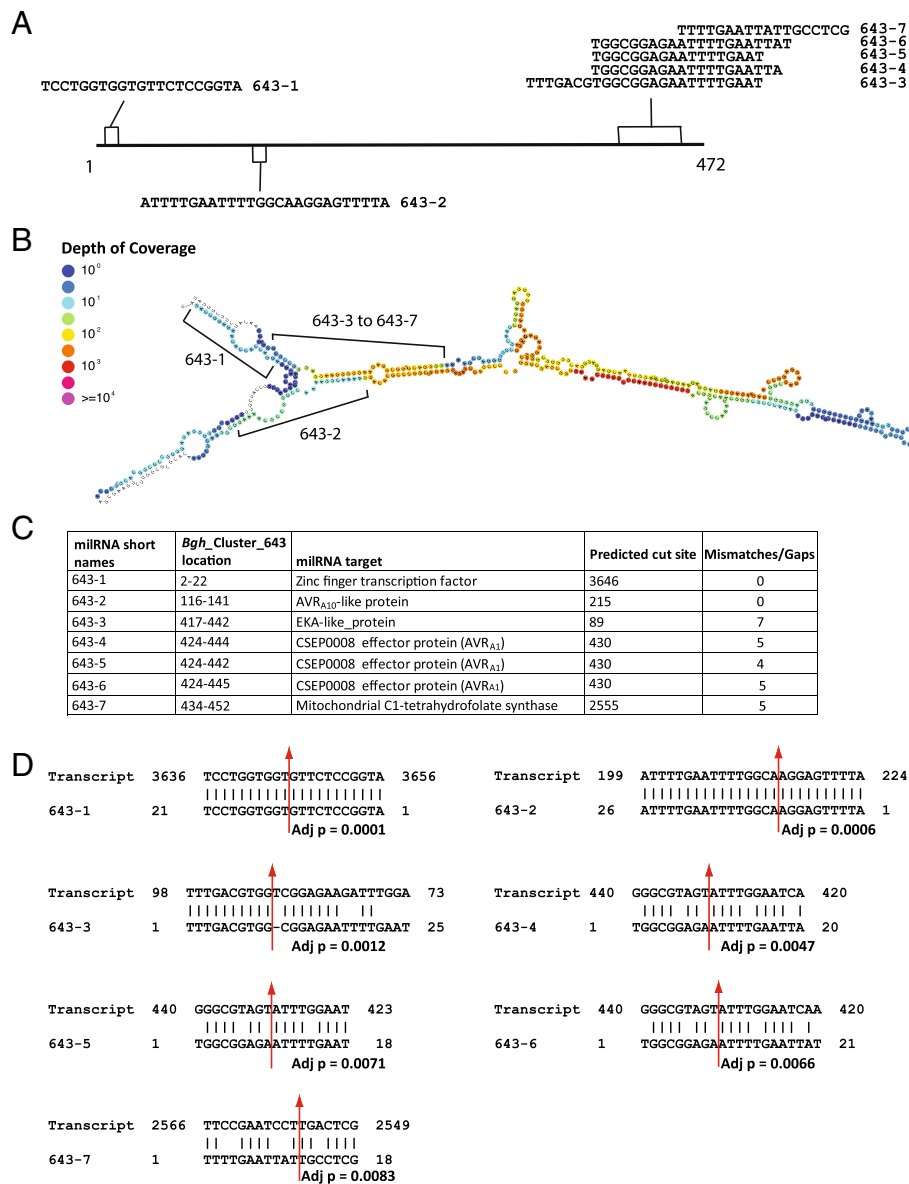 A
TTTTGAATTATTGCCTCG 643-7
TGGCGGAGAATTTTGAATTAT 643-6
TGGCGGAGAATTTTGAAT 643-5
TGGCGGAGAATTTTGAATTA 643-4
TTTGACGTGGCGGAGAATTTTGAAT 643-3
TCCTGGTGGTGTTCTCCGGTA 643-1
1
472
ATTTTGAATTTTGGCAAGGAGTTTTA 643-2
B
Depth of Coverage
10^0
10^1
10^2
10^3
>=10^4
643-3 to 643-7
643-1
643-2
C
milRNA short names | Bgh_Cluster_643 location | milRNA target | Predicted cut site | Mismatches/Gaps
643-1 | 2-22 | Zinc finger transcription factor | 3646 | 0
643-2 | 116-141 | AVRA10-like protein | 215 | 0
643-3 | 417-442 | EKA-like_protein | 89 | 7
643-4 | 424-444 | CSEP0008 effector protein (AVRA1) | 430 | 5
643-5 | 424-442 | CSEP0008 effector protein (AVRA1) | 430 | 4
643-6 | 424-445 | CSEP0008 effector protein (AVRA1) | 430 | 5
643-7 | 434-452 | Mitochondrial C1-tetrahydrofolate synthase | 2555 | 5
D
Transcript 3636 TCCTGGTGGTGTTCTCCGGTA 3656
643-1 21 TCCTGGTGGTGTTCTCCGGTA 1
Adj p = 0.0001
Transcript 199 ATTTTGAATTTTGGCAAGGAGTTTTA 224
643-2 26 ATTTTGAATTTTGGCAAGGAGTTTTA 1
Adj p = 0.0006
Transcript 98 TTTGACGTGGTCGGAGAAGATTTGGA 73
643-3 1 TTTGACGTGG-CGGAGAATTTTGAAT 25
Adj p = 0.0012
Transcript 440 GGGCGTAGTATTTGGAATCA 420
643-4 1 TGGCGGAGAATTTTGAATTA 20
Adj p = 0.0047
Transcript 440 GGGCGTAGTATTTGGAAT 423
643-5 1 TGGCGGAGAATTTTGAAT 18
Adj p = 0.0071
Transcript 440 GGGCGTAGTATTTGGAATCAA 420
643-6 1 TGGCGGAGAATTTTGAATTAT 21
Adj p = 0.0066
Transcript 2566 TTCCGAATCCTTGACTCG 2549
643-7 1 TTTTGAATTATTGCCTCG 18
Adj p = 0.0083